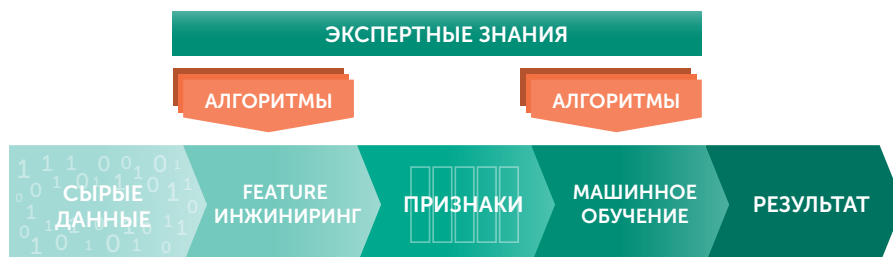 ЭКСПЕРТНЫЕ ЗНАНИЯ
АЛГОРИТМЫ
АЛГОРИТМЫ
СЫРЫЕ
ДАННЫЕ
FEATURE
ИНЖИНИРИНГ
ПРИЗНАКИ
МАШИННОЕ
ОБУЧЕНИЕ
РЕЗУЛЬТАТ